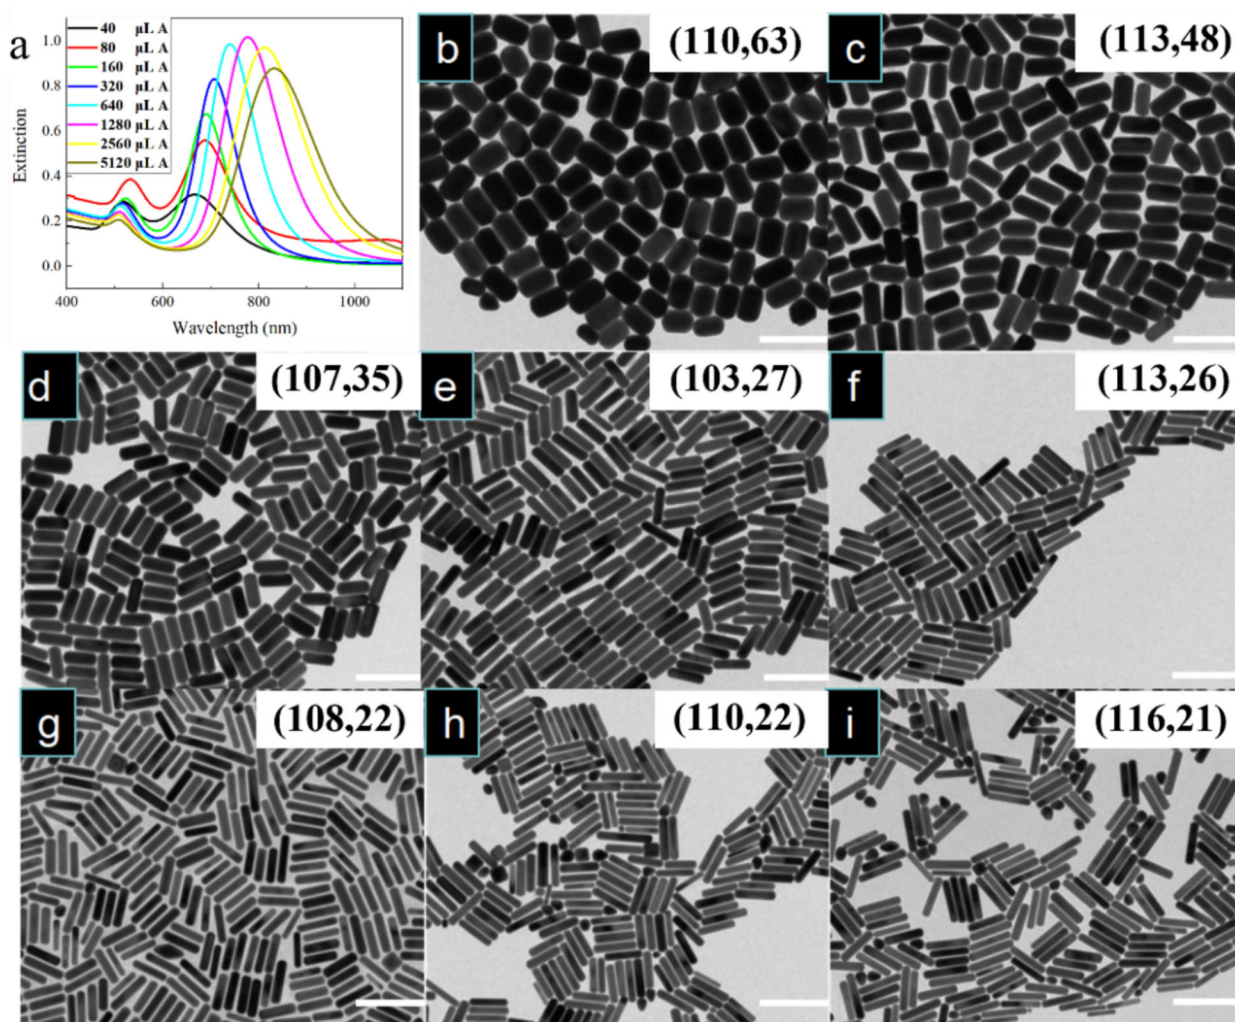 a
40 µL A
80 µL A
160 µL A
320 µL A
640 µL A
1280 µL A
2560 µL A
5120 µL A
1.0
0.8
0.6
0.4
0.2
0.0
Extinction
400
600
800
1000
Wavelength (nm)
b
(110,63)
c
(113,48)
d
(107,35)
e
(103,27)
f
(113,26)
g
(108,22)
h
(110,22)
i
(116,21)